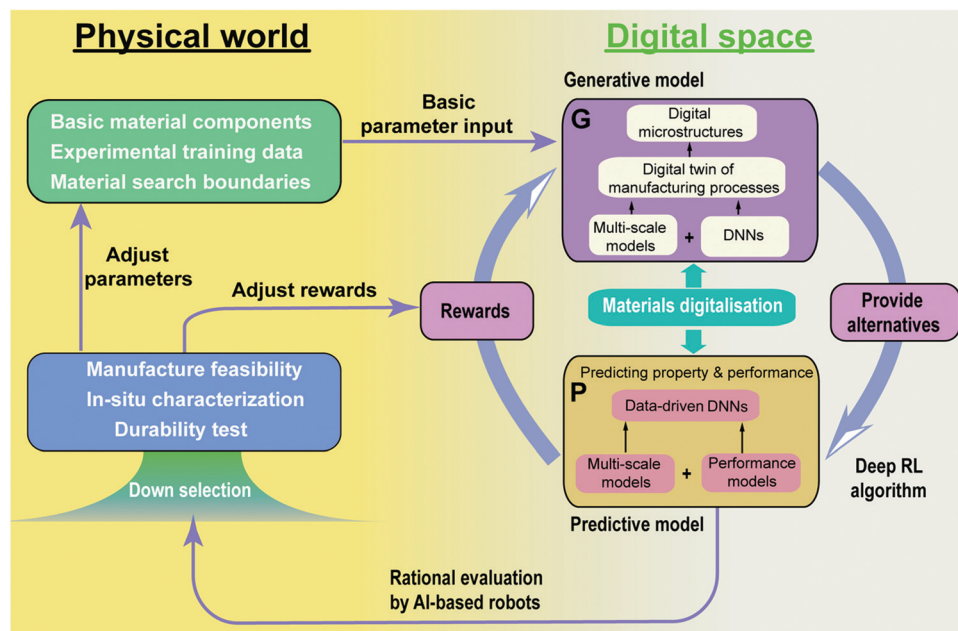 Physical world
Digital space
Generative model
Basic material components
Experimental training data
Material search boundaries
Basic
parameter input
G
Digital
microstructures
Digital twin of
manufacturing processes
Multi-scale
models
+
DNNs
Adjust
parameters
Adjust rewards
Rewards
Materials digitalisation
Provide
alternatives
Manufacture feasibility
In-situ characterization
Durability test
Down selection
Predicting property & performance
P
Data-driven DNNs
Multi-scale
models
+
Performance
models
Deep RL
algorithm
Predictive model
Rational evaluation
by AI-based robots